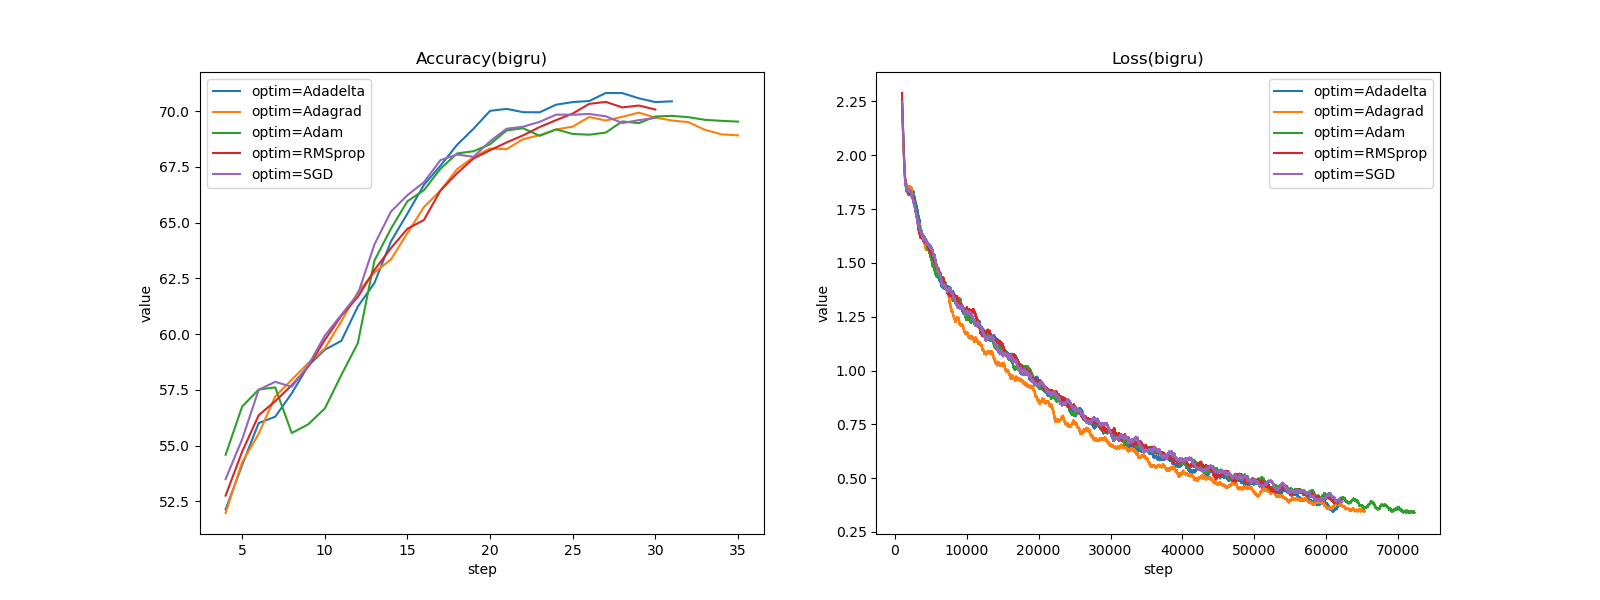 Accuracy(bigru)
optim=Adadelta
optim=Adagrad
optim=Adam
optim=RMSprop
optim=SGD
70.0
67.5
65.0
62.5
60.0
57.5
55.0
52.5
value
5 10 15 20 25 30 35
step
Loss(bigru)
optim=Adadelta
optim=Adagrad
optim=Adam
optim=RMSprop
optim=SGD
2.25
2.00
1.75
1.50
1.25
1.00
0.75
0.50
0.25
value
0 10000 20000 30000 40000 50000 60000 70000
step